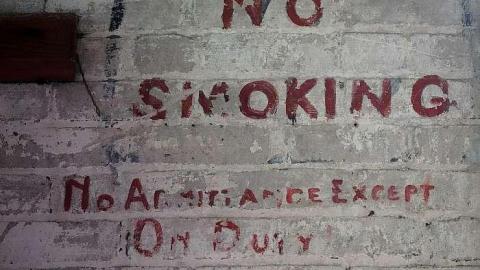 No
SMOKING
No ADMITTANCE EXCEPT
ON DUTY